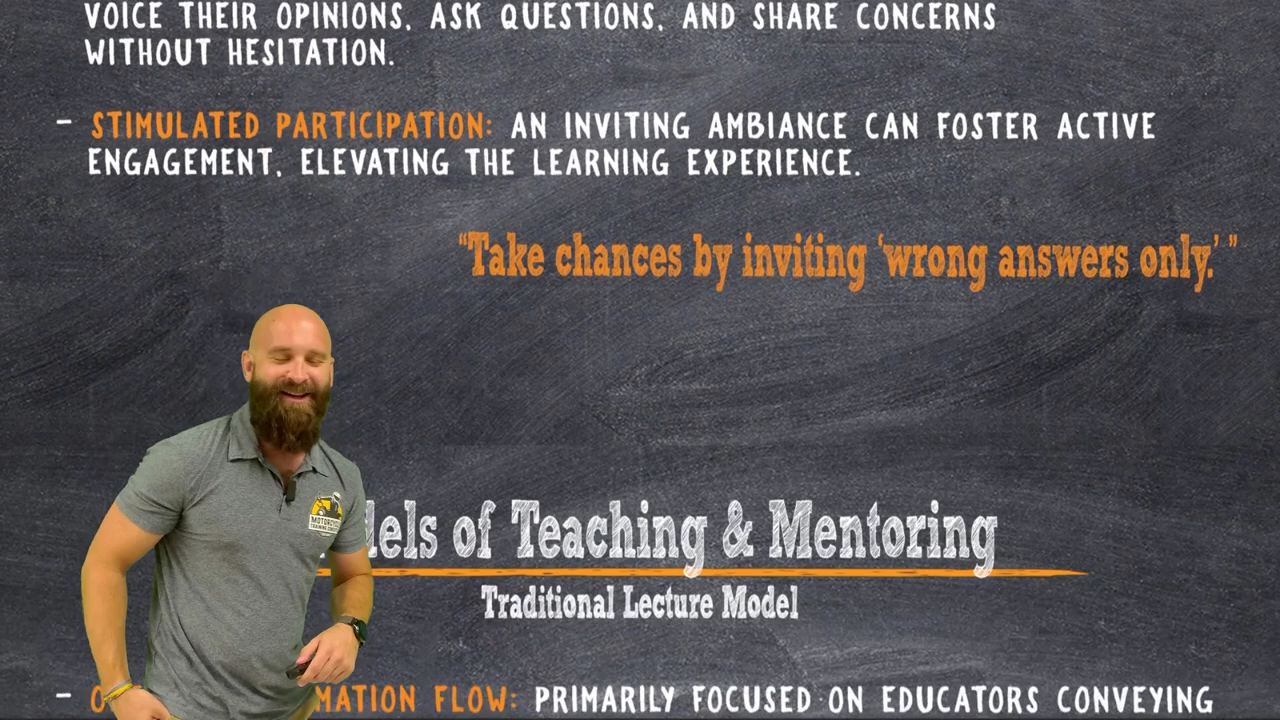 VOICE THEIR OPINIONS, ASK QUESTIONS, AND SHARE CONCERNS
WITHOUT HESITATION.
- STIMULATED PARTICIPATION: AN INVITING AMBIANCE CAN FOSTER ACTIVE
ENGAGEMENT, ELEVATING THE LEARNING EXPERIENCE.
"Take chances by inviting 'wrong answers only.' "
of Teaching & Mentoring
Traditional Lecture Model
MOTORCYCLE
TRAINING
- FLOW: PRIMARILY FOCUSED ON EDUCATORS CONVEYING